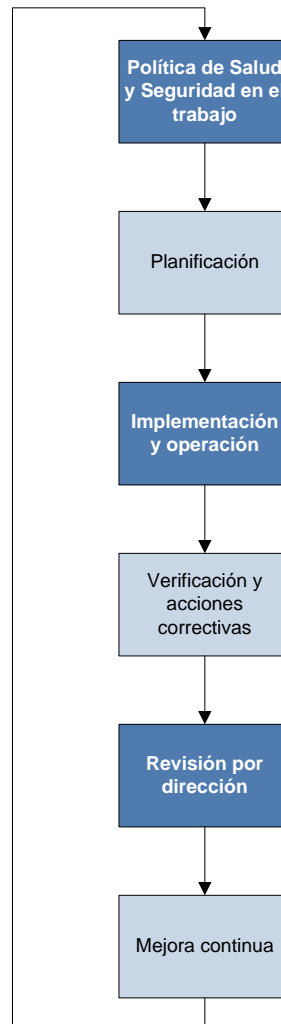 Política de Salud
y Seguridad en e
trabajo
Planificación
Implementación
y operación
Verificación y
acciones
correctivas
Revisión por
dirección
Mejora continua